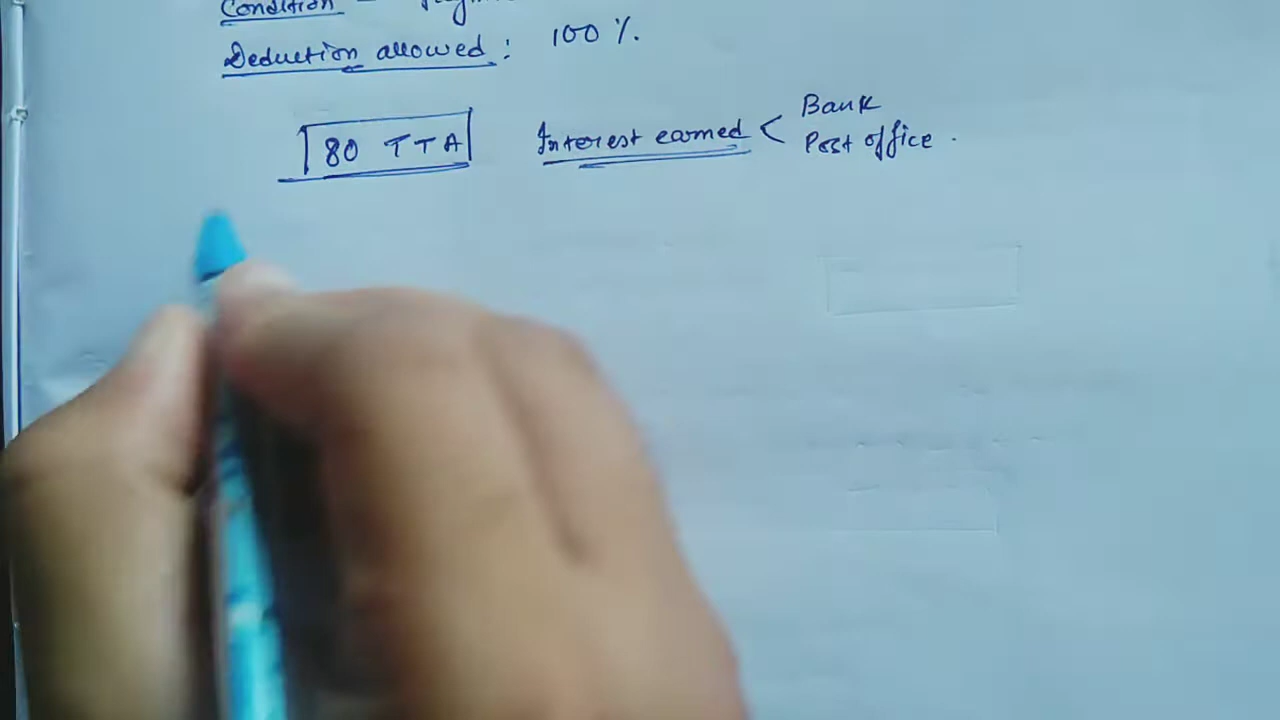 Condition -
Deduction allowed : 100 %.
80 TTA Interest earned < Bank
Post office .